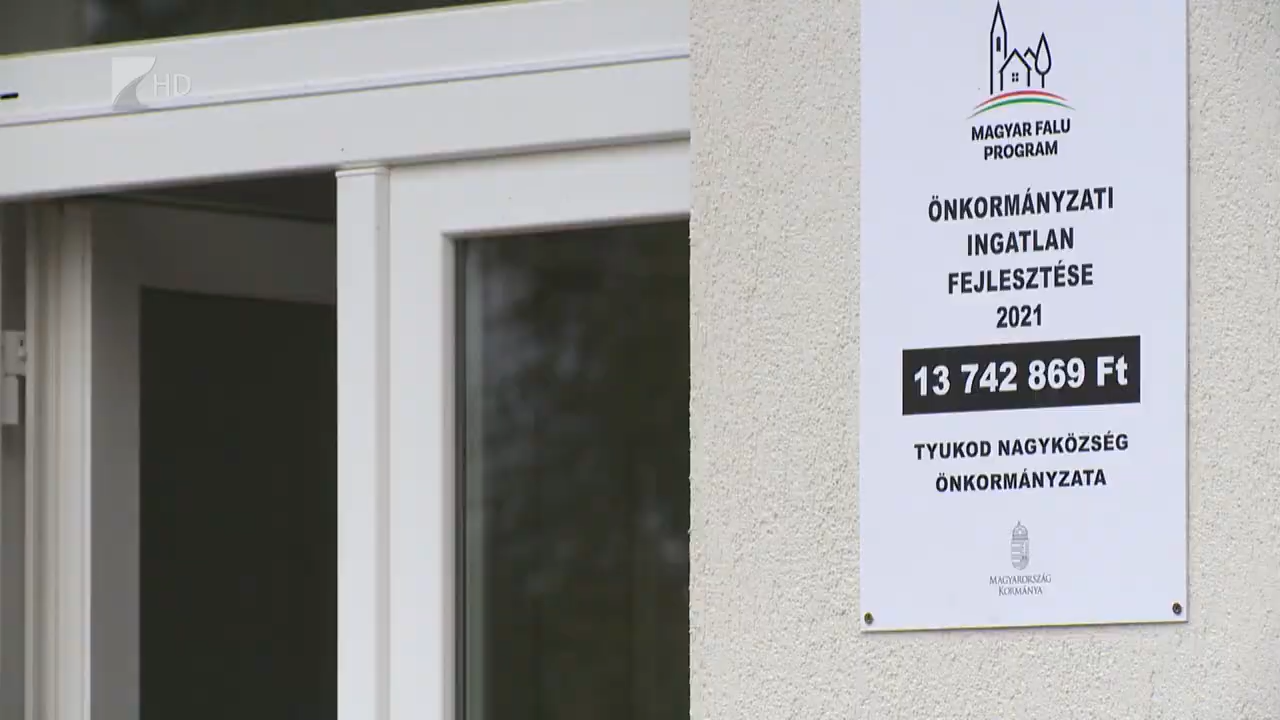 7HD
MAGYAR FALU
PROGRAM
ÖNKORMÁNYZATI
INGATLAN
FEJLESZTÉSE
2021
13 742 869 Ft
TYUKOD NAGYKÖZSÉG
ÖNKORMÁNYZATA
MAGYARORSZÁG
KORMÁNYA